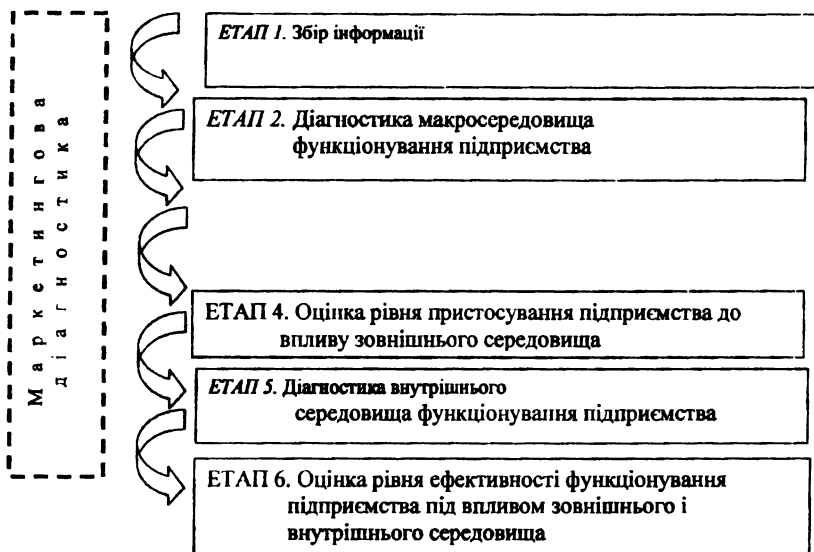 Маркетингова
діагностика
ЕТАП 1. Збір інформації
ЕТАП 2. Діагностика макросередовища
функціонування підприємства
ЕТАП 4. Оцінка рівня пристосування підприємства до
впливу зовнішнього середовища
ЕТАП 5. Діагностика внутрішнього
середовища функціонування підприємства
ЕТАП 6. Оцінка рівня ефективності функціонування
підприємства під впливом зовнішнього і
внутрішнього середовища